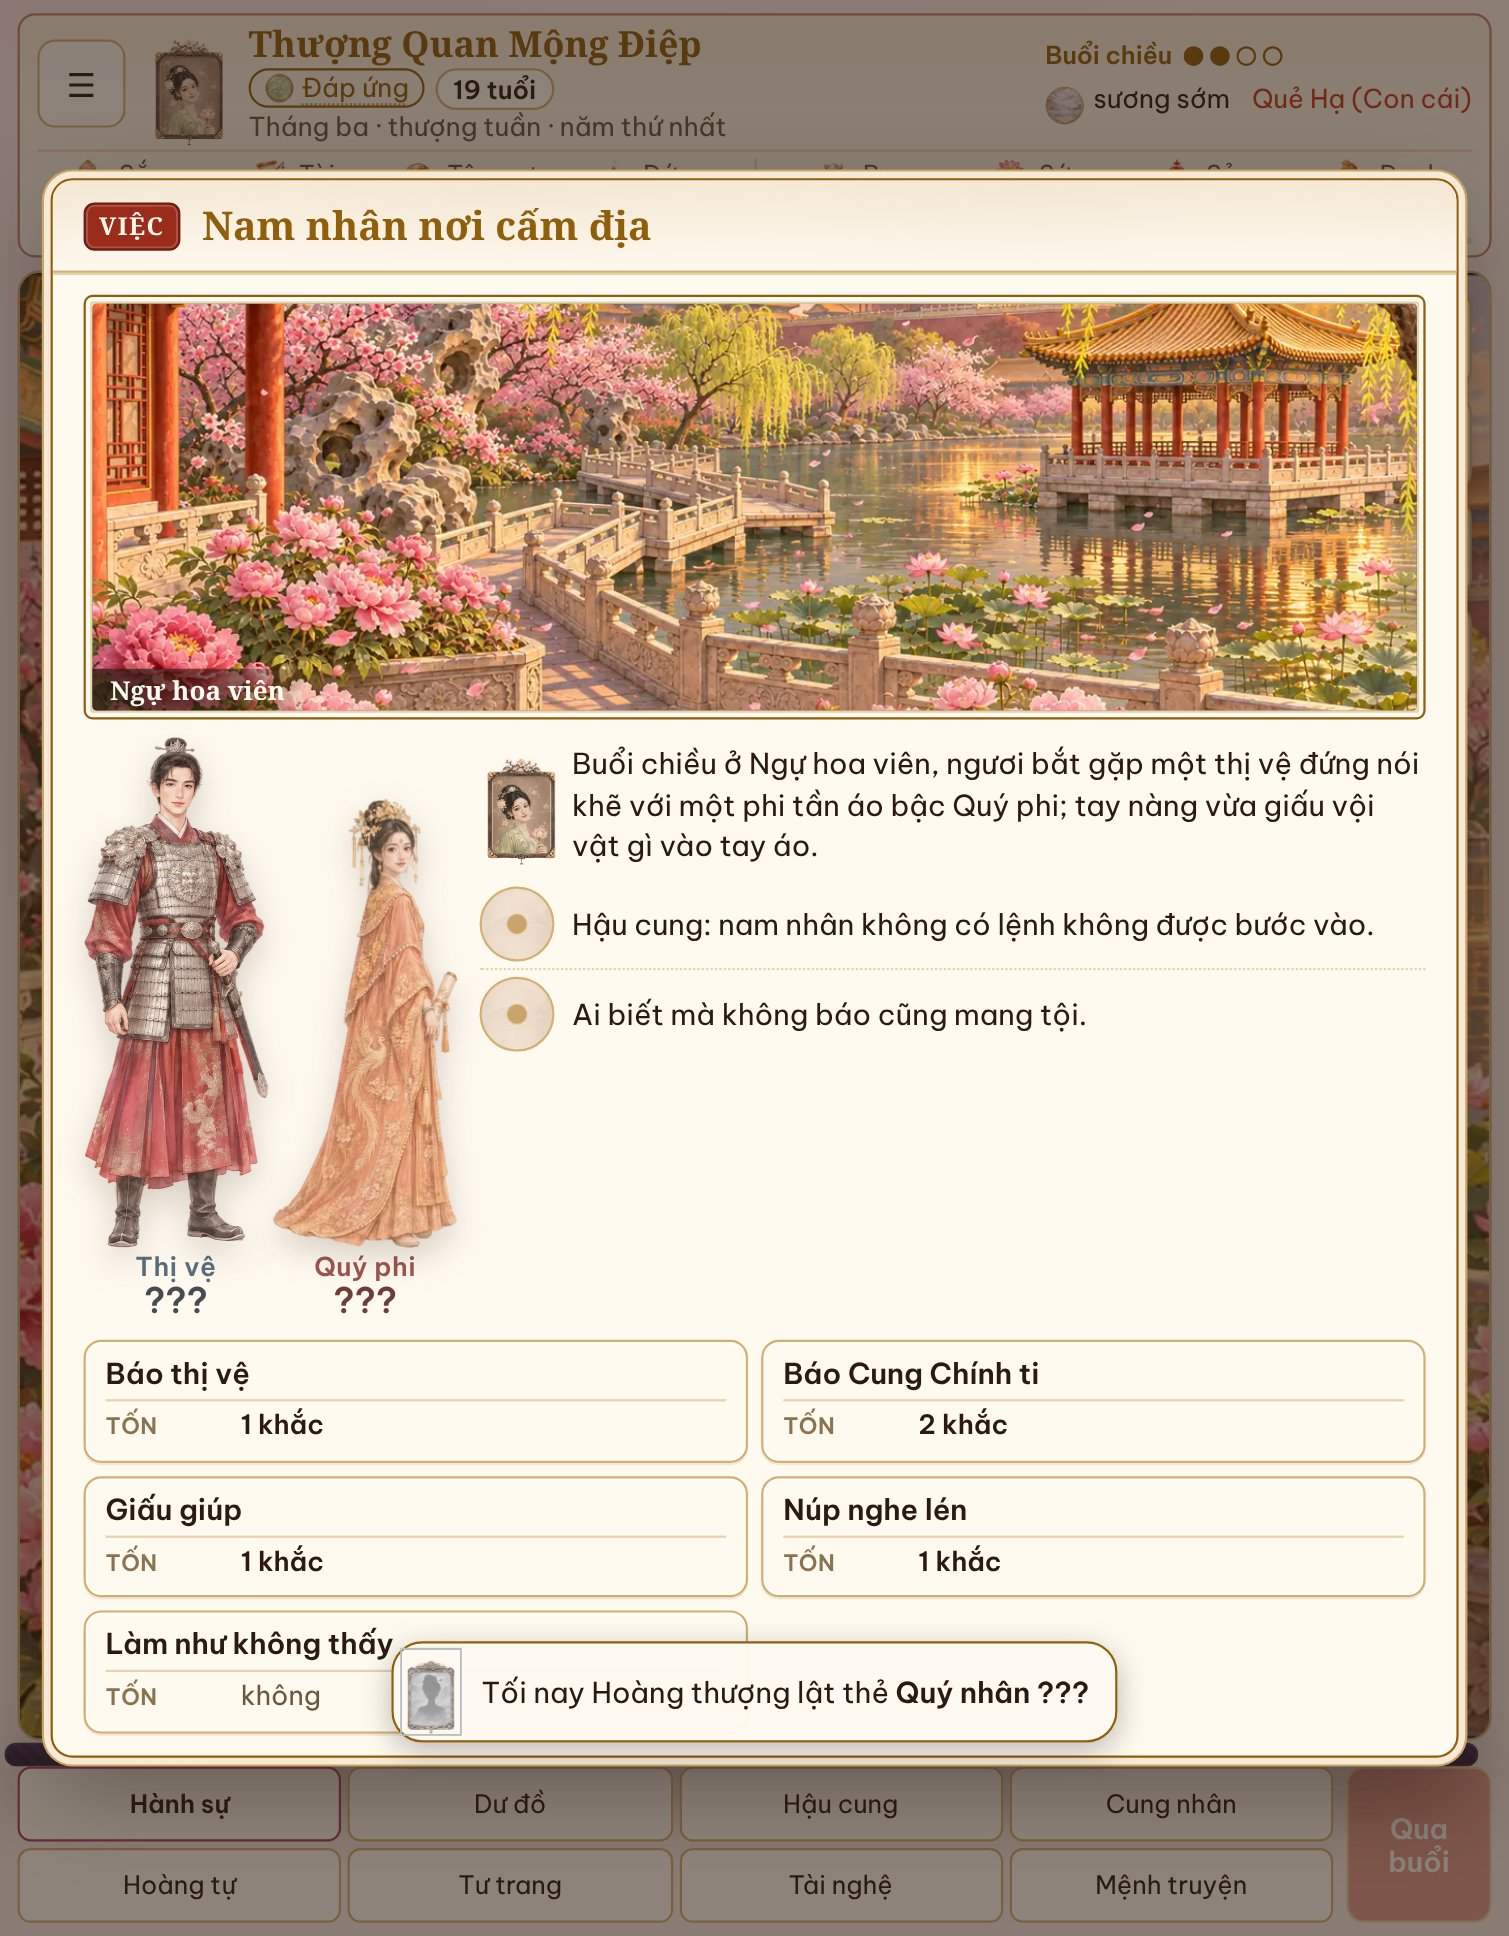 Thượng Quan Mộng Điệp
Đáp ứng
19 tuổi
Tháng ba · thượng tuần · năm thứ nhất
Buổi chiều
sương sớm Quẻ Hạ (Con cái)
VIỆC
Nam nhân nơi cấm địa
Ngự hoa viên
Buổi chiều ở Ngự hoa viên, ngươi bắt gặp một thị vệ đứng nói
khẽ với một phi tần áo bậc Quý phi; tay nàng vừa giấu vội
vật gì vào tay áo.
Hậu cung: nam nhân không có lệnh không được bước vào.
Ai biết mà không báo cũng mang tội.
Thị vệ
???
Quý phi
???
Báo thị vệ
TỐN 1 khắc
Báo Cung Chính ti
TỐN 2 khắc
Giấu giúp
TỐN 1 khắc
Núp nghe lén
TỐN 1 khắc
Làm như không thấy
TỐN không
Tối nay Hoàng thượng lật thẻ Quý nhân ???
Hành sự
Dư đồ
Hậu cung
Cung nhân
Qua
buổi
Hoàng tự
Tư trang
Tài nghệ
Mệnh truyện